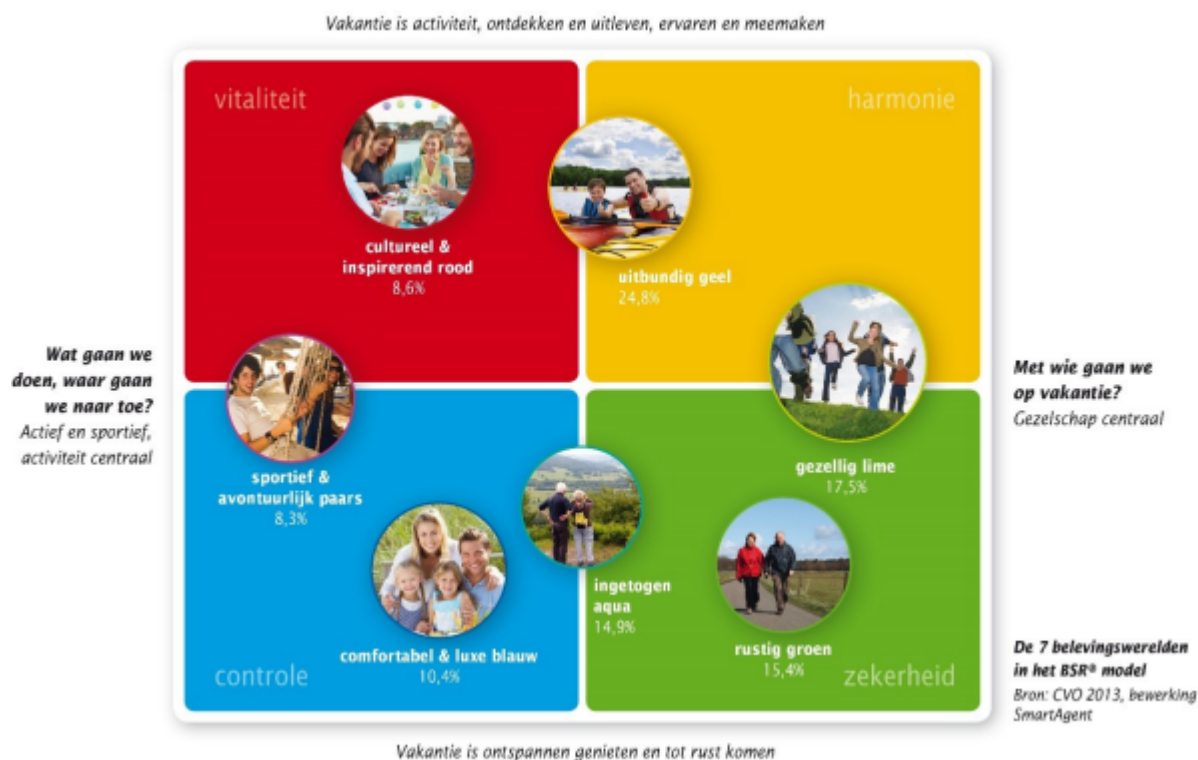 Vakantie is activiteit, ontdekken en uitleven, ervaren en meemaken
vitaliteit
harmonie
cultureel &
inspirerend rood
8,6%
uitbundig geel
24,8%
Wat gaan we
doen, waar gaan
we naar toe?
Actief en sportief,
activiteit centraal
Met wie gaan we
op vakantie?
Gezelschap centraal
sportief &
avontuurlijk paars
8,3%
gezellig lime
17,5%
ingetogen
aqua
14,9%
comfortabel & luxe blauw
10,4%
rustig groen
15,4%
controle
zekerheid
De 7 belevingswerelden
in het BSR® model
Bron: CVO 2013, bewerking
SmartAgent
Vakantie is ontspannen genieten en tot rust komen